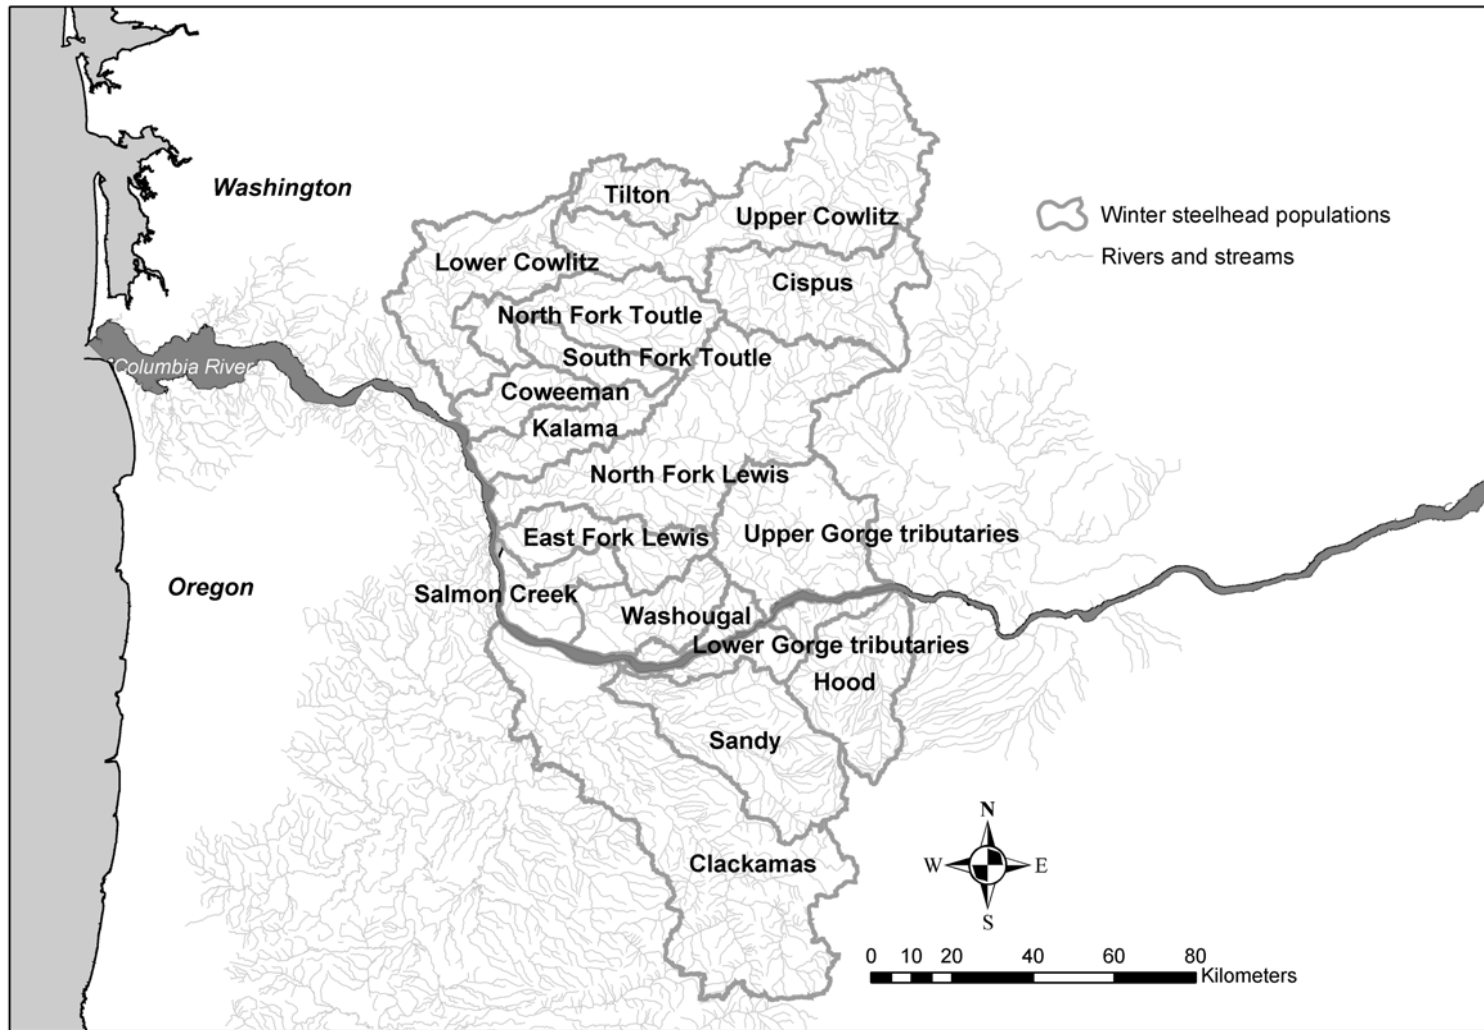 Washington
Tilton
Upper Cowlitz
Winter steelhead populations
Rivers and streams
Lower Cowlitz
Cispus
North Fork Toutle
South Fork Toutle
Columbia River
Coweeman
Kalama
North Fork Lewis
East Fork Lewis
Upper Gorge tributaries
Oregon
Salmon Creek
Washougal
Lower Gorge tributaries
Hood
Sandy
Clackamas
N
W E
S
0 10 20 40 60 80
Kilometers